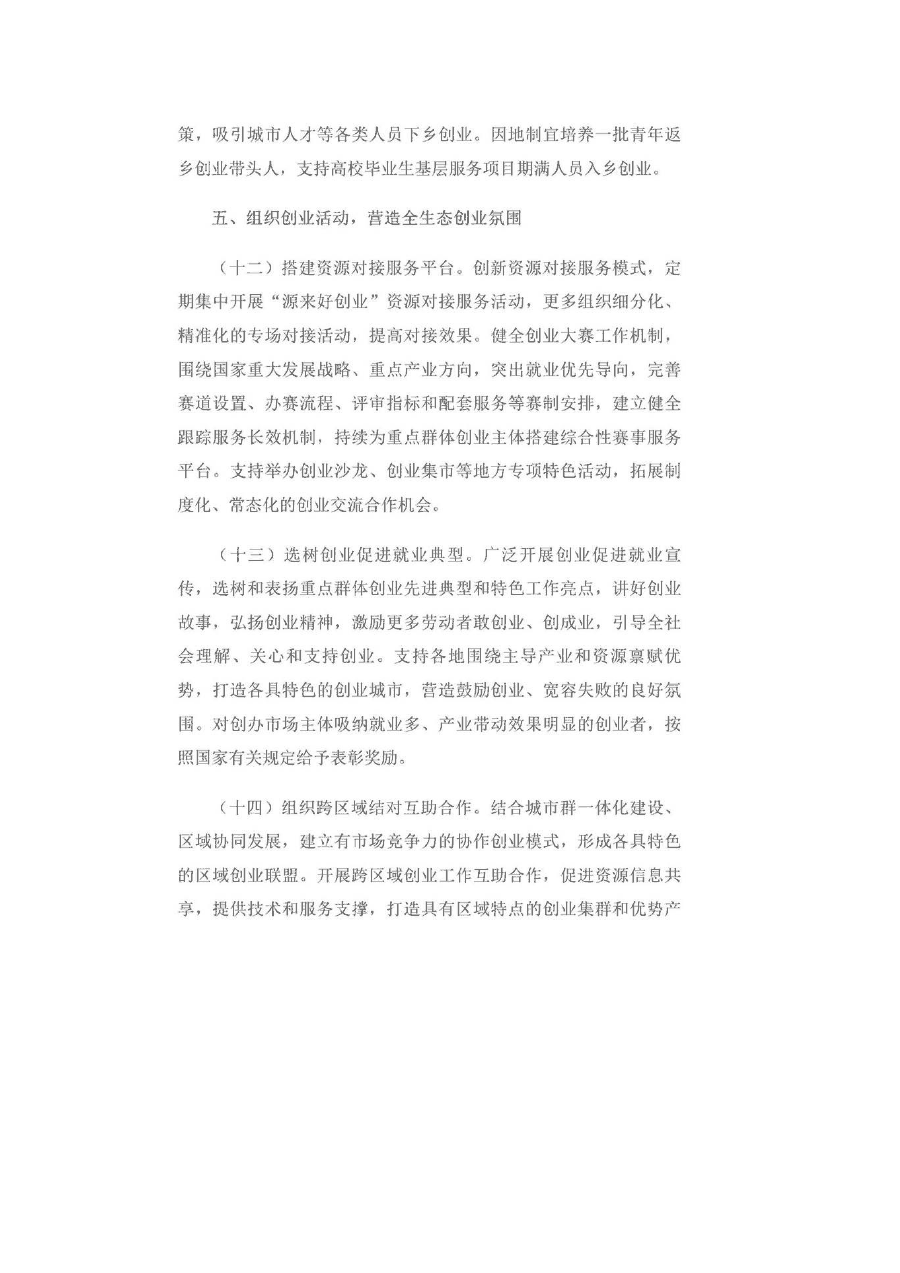 策，吸引城市人才等各类人员下乡创业。因地制宜培养一批青年返
乡创业带头人，支持高校毕业生基层服务项目期满人员入乡创业。
五、组织创业活动，营造全生态创业氛围
（十二）搭建资源对接服务平台。创新资源对接服务模式，定
期集中开展“源来好创业”资源对接服务活动，更多组织细分化、
精准化的专场对接活动，提高对接效果。健全创业大赛工作机制，
围绕国家重大发展战略、重点产业方向，突出就业优先导向，完善
赛道设置、办赛流程、评审指标和配套服务等赛制安排，建立健全
跟踪服务长效机制，持续为重点群体创业主体搭建综合性赛事服务
平台。支持举办创业沙龙、创业集市等地方专项特色活动，拓展制
度化、常态化的创业交流合作机会。
（十三）选树创业促进就业典型。广泛开展创业促进就业宣
传，选树和表扬重点群体创业先进典型和特色工作亮点，讲好创业
故事，弘扬创业精神，激励更多劳动者敢创业、创成业，引导全社
会理解、关心和支持创业。支持各地围绕主导产业和资源禀赋优
势，打造各具特色的创业城市，营造鼓励创业、宽容失败的良好氛
围。对创办市场主体吸纳就业多、产业带动效果明显的创业者，按
照国家有关规定给予表彰奖励。
（十四）组织跨区域结对互助合作。结合城市群一体化建设、
区域协同发展，建立有市场竞争力的协作创业模式，形成各具特色
的区域创业联盟。开展跨区域创业工作互助合作，促进资源信息共
享，提供技术和服务支撑，打造具有区域特点的创业集群和优势产